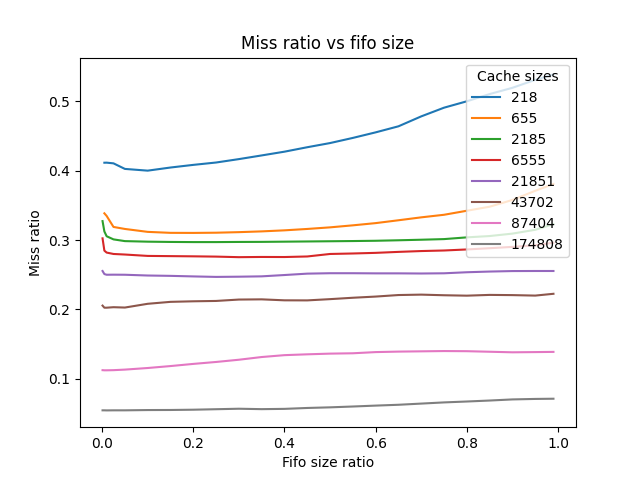 Miss ratio vs fifo size
Cache sizes
218
655
2185
6555
21851
43702
87404
174808
Miss ratio
0.5
0.4
0.3
0.2
0.1
0.0 0.2 0.4 0.6 0.8 1.0
Fifo size ratio